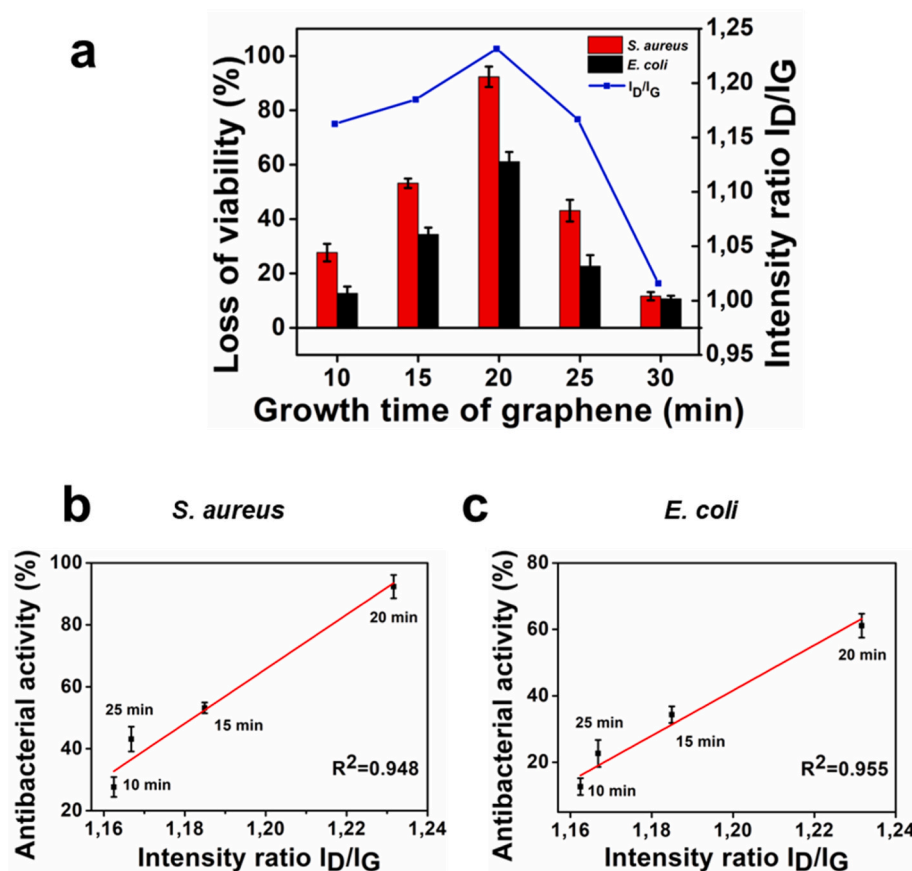 a
Loss of viability (%)
100
80
60
40
20
0
S. aureus
E. coli
ID/IG
1,25
1,20
1,15
1,10
1,05
1,00
0,95
Intensity ratio ID/IG
10 15 20 25 30
Growth time of graphene (min)
b S. aureus
Antibacterial activity (%)
100
80
60
40
20
20 min
25 min
15 min
10 min
R2=0.948
1,16 1,18 1,20 1,22 1,24
Intensity ratio ID/IG
c E. coli
Antibacterial activity (%)
80
60
40
20
20 min
25 min
15 min
10 min
R2=0.955
1,16 1,18 1,20 1,22 1,24
Intensity ratio ID/IG